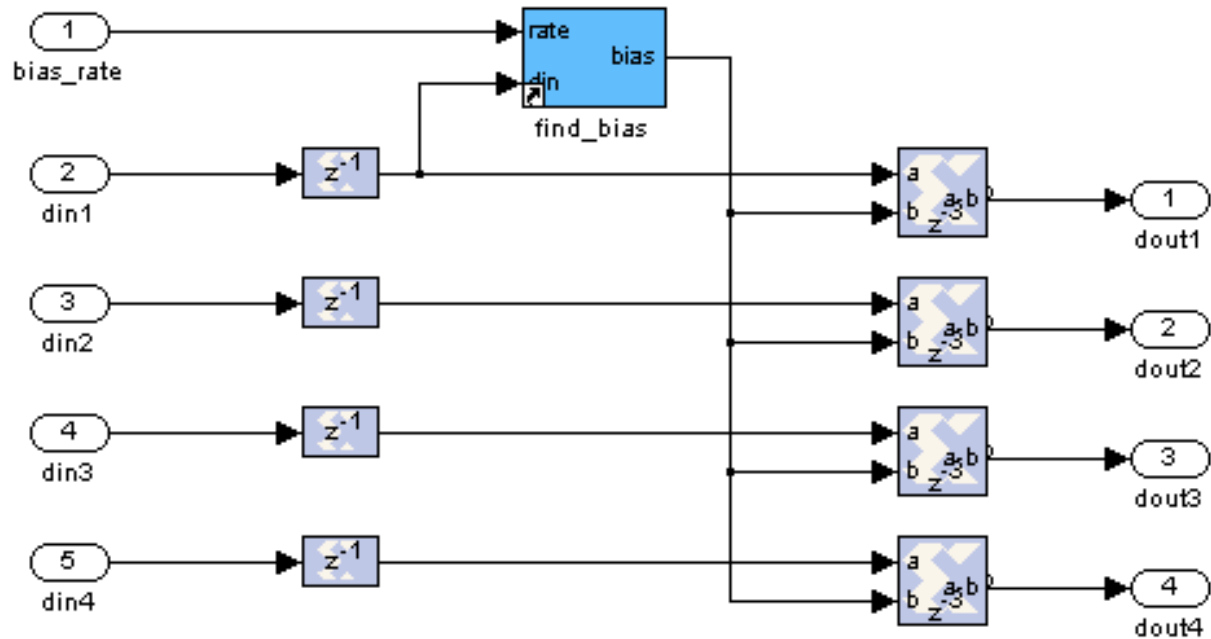 1
bias_rate
rate
din
bias
find_bias
2
din1
z-1
a
b
a-b
z-3
1
dout1
3
din2
z-1
a
b
a-b
z-3
2
dout2
4
din3
z-1
a
b
a-b
z-3
3
dout3
5
din4
z-1
a
b
a-b
z-3
4
dout4